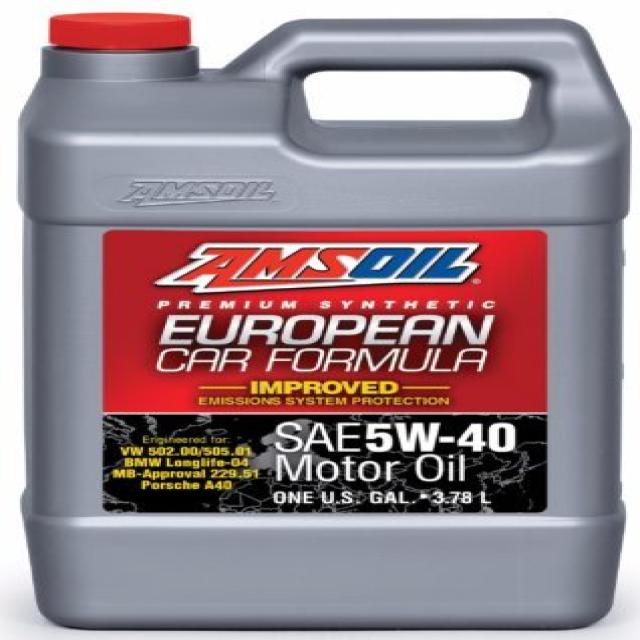 AMSOIL
AMSOIL®
PREMIUM SYNTHETIC
EUROPEAN
CAR FORMULA
IMPROVED
EMISSIONS SYSTEM PROTECTION
Engineered for:
VW 502.00/505.01
BMW Longlife-04
MB-Approval 229.51
Porsche A40
SAE 5W-40
Motor Oil
ONE U.S. GAL. • 3.78 L